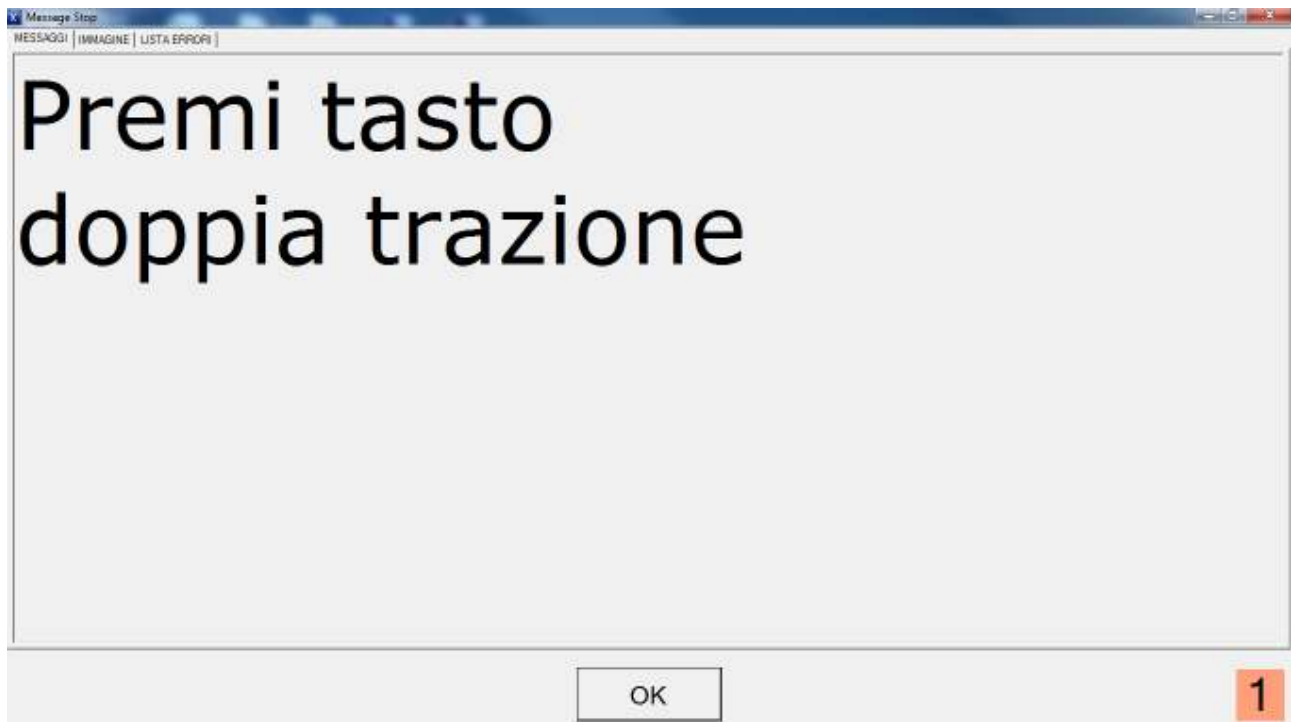 Message Stop
MESSAGGI IMMAGINE LISTA ERRORI
Premi tasto
doppia trazione
OK
1